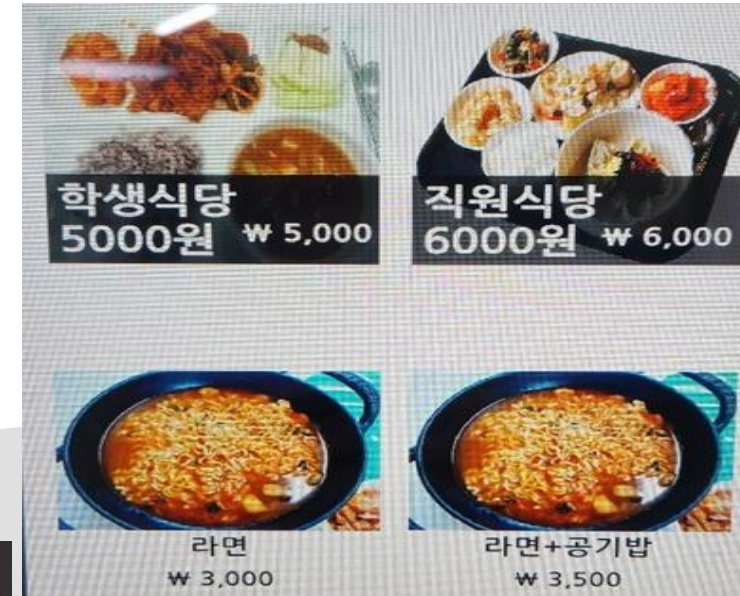 학생식당
5000원 ₩ 5,000
직원식당
6000원 ₩ 6,000
라면
₩ 3,000
라면+공기밥
₩ 3,500